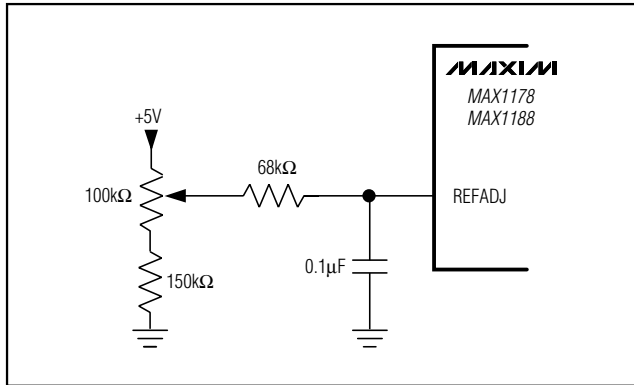 MAXIM
MAX1178
MAX1188
+5V
68kΩ
100kΩ
REFADJ
0.1μF
150kΩ